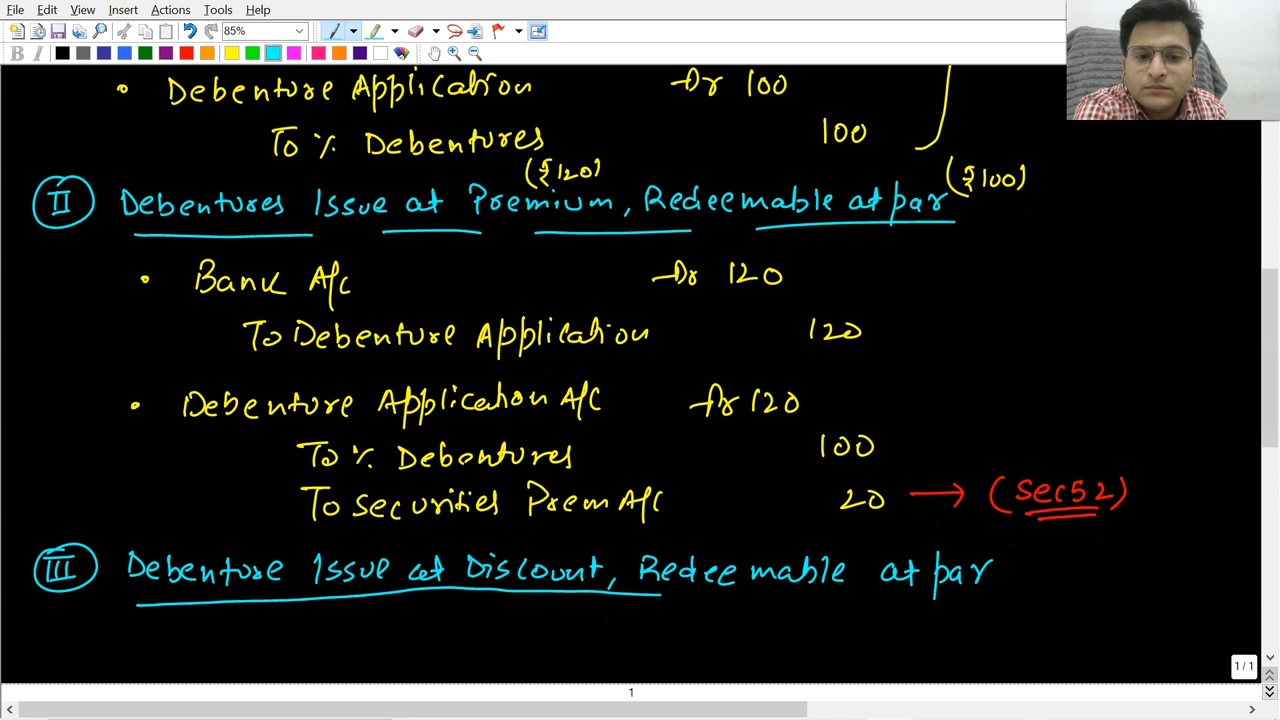 File Edit View Insert Actions Tools Help
85%
B I
• Debenture Application Dr 100
To % Debentures 100
(₹120) (₹100)
II Debentures Issue at Premium, Redeemable at par
• Bank A/c Dr 120
To Debenture Application 120
• Debenture Application A/c Dr 120
To % Debentures 100
To Securities Prem A/c 20 → (Sec 52)
III Debenture Issue at Discount, Redeemable at par
1/1
1